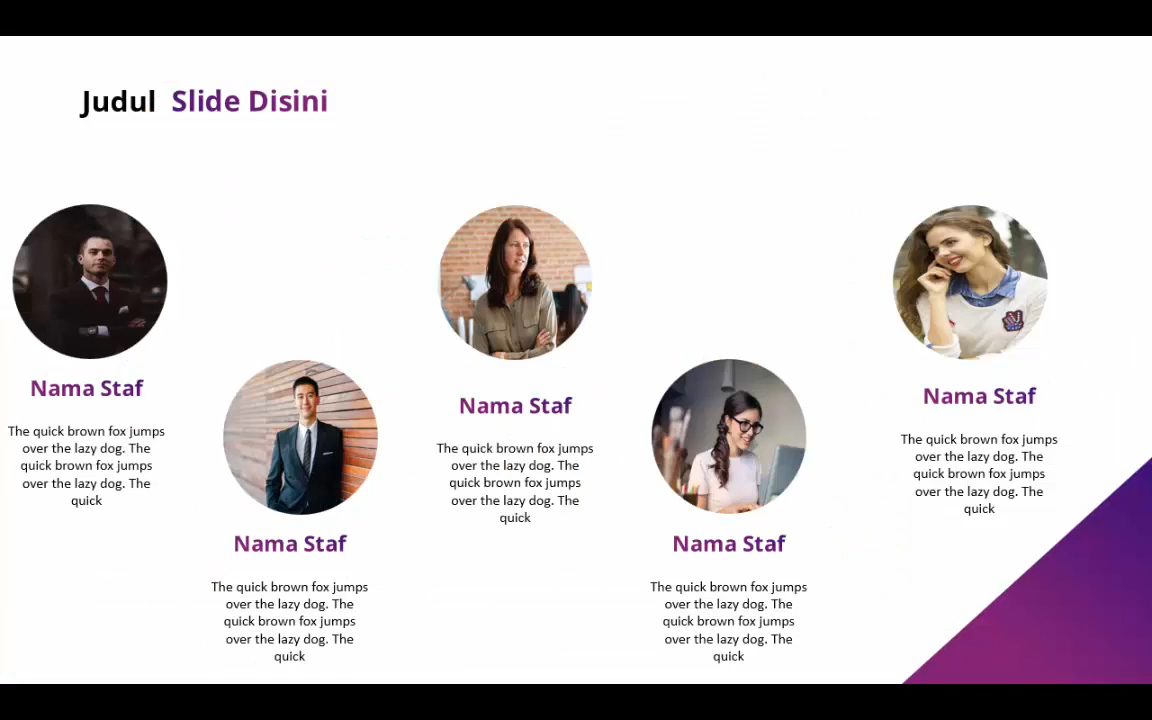 Judul Slide Disini
Nama Staf
The quick brown fox jumps
over the lazy dog. The
quick brown fox jumps
over the lazy dog. The
quick
Nama Staf
The quick brown fox jumps
over the lazy dog. The
quick brown fox jumps
over the lazy dog. The
quick
Nama Staf
The quick brown fox jumps
over the lazy dog. The
quick brown fox jumps
over the lazy dog. The
quick
Nama Staf
The quick brown fox jumps
over the lazy dog. The
quick brown fox jumps
over the lazy dog. The
quick
Nama Staf
The quick brown fox jumps
over the lazy dog. The
quick brown fox jumps
over the lazy dog. The
quick